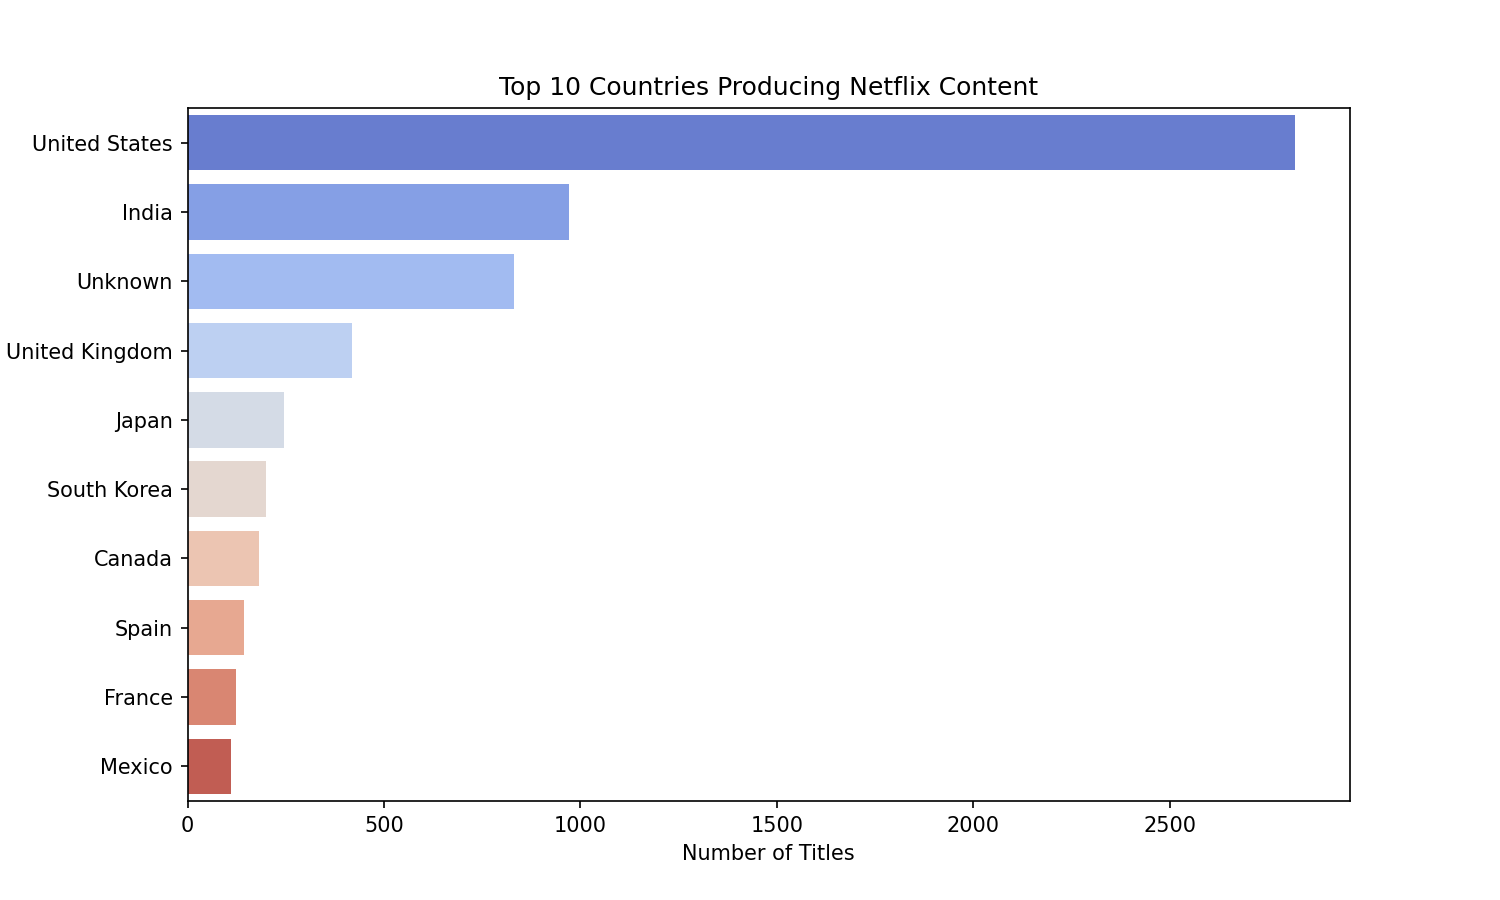 Top 10 Countries Producing Netflix Content
United States
India
Unknown
United Kingdom
Japan
South Korea
Canada
Spain
France
Mexico
0 500 1000 1500 2000 2500
Number of Titles